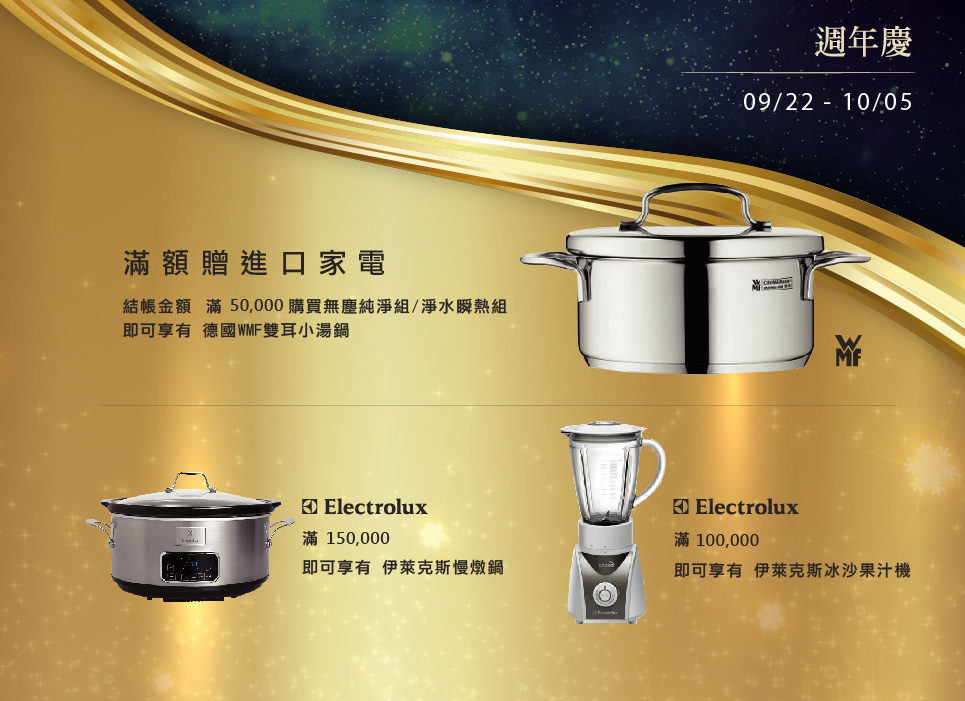 週年慶
09/22 - 10/05
滿額贈進口家電
結帳金額 滿 50,000 購買無塵純淨組/淨水瞬熱組
即可享有 德國WMF雙耳小湯鍋
WMF
WMF
Electrolux
滿 150,000
即可享有 伊萊克斯慢燉鍋
Electrolux
滿 100,000
即可享有 伊萊克斯冰沙果汁機
Electrolux